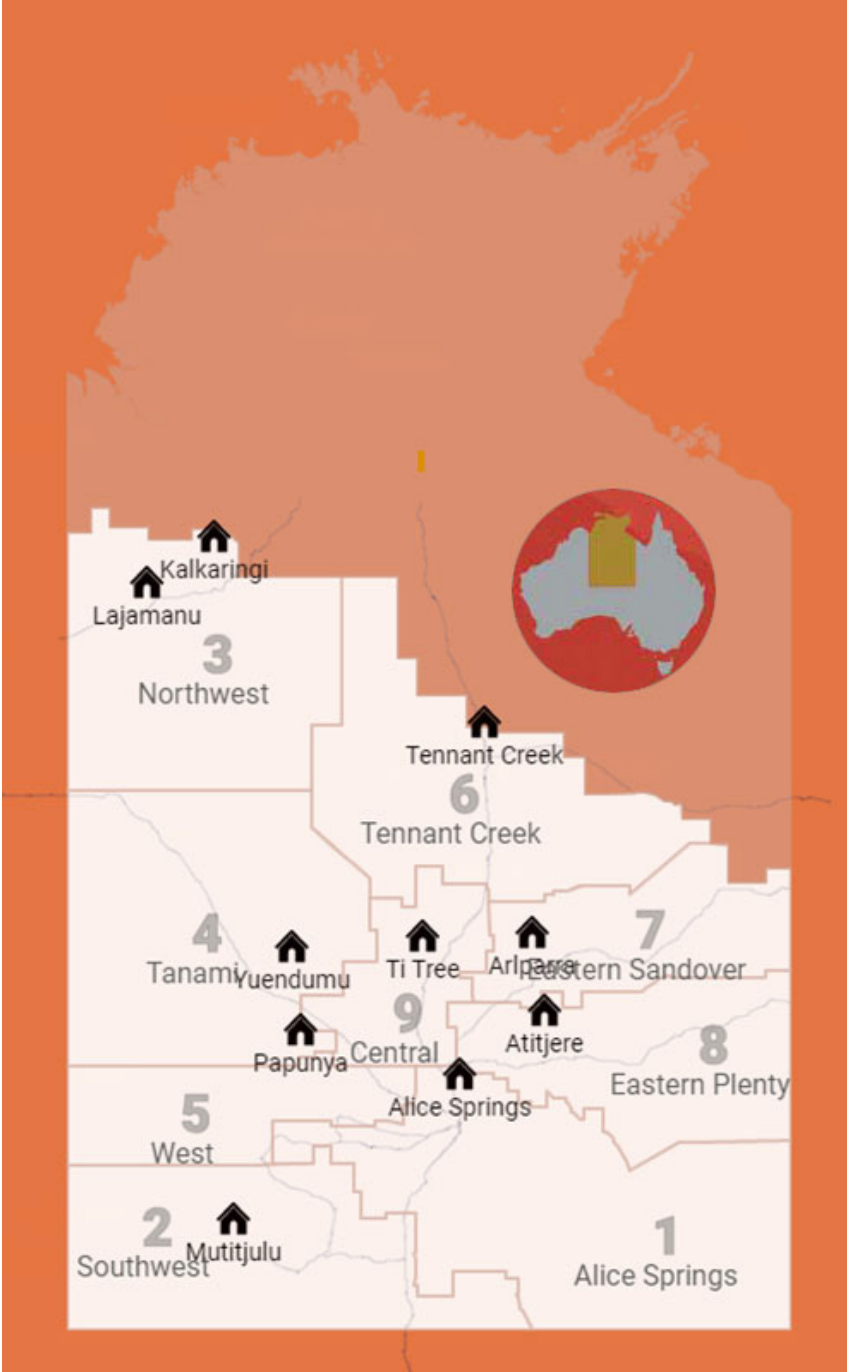 Kalkaringi
Lajamanu
3
Northwest
Tennant Creek
6
Tennant Creek
4
Tanami
Yuendumu
Ti Tree
Arlparra
7
Eastern Sandover
9
Central
Papunya
Atitjere
8
Eastern Plenty
Alice Springs
5
West
2
Southwest
Mutitjulu
1
Alice Springs